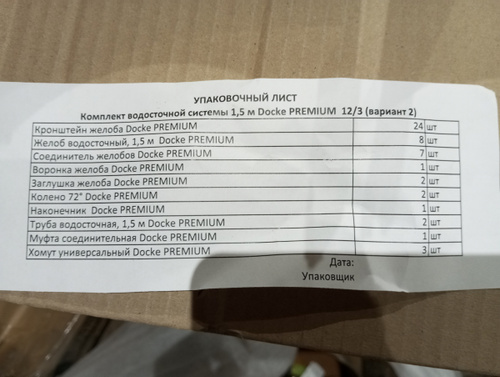 УПАКОВОЧНЫЙ ЛИСТ
Комплект водосточной системы 1,5 м Docke PREMIUM 12/3 (вариант 2)
Кронштейн желоба Docke PREMIUM 24 шт
Желоб водосточный, 1,5 м Docke PREMIUM 8 шт
Соединитель желобов Docke PREMIUM 7 шт
Воронка желоба Docke PREMIUM 1 шт
Заглушка желоба Docke PREMIUM 2 шт
Колено 72° Docke PREMIUM 2 шт
Наконечник Docke PREMIUM 1 шт
Труба водосточная, 1,5 м Docke PREMIUM 2 шт
Муфта соединительная Docke PREMIUM 1 шт
Хомут универсальный Docke PREMIUM 3 шт
Дата:
Упаковщик